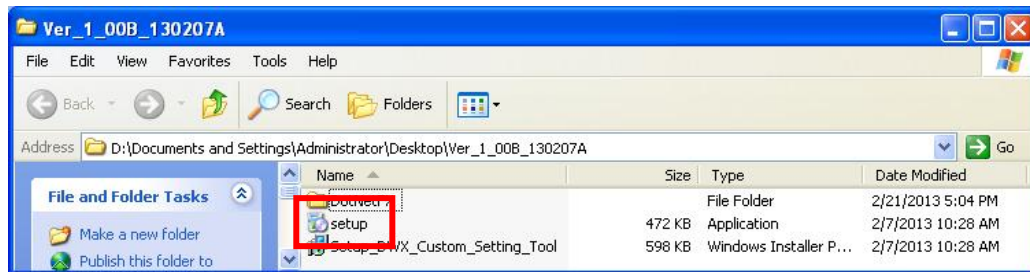 Ver_1_00B_130207A
File Edit View Favorites Tools Help
Back Search Folders
Address D:\Documents and Settings\Administrator\Desktop\Ver_1_00B_130207A Go
Name Size Type Date Modified
File and Folder Tasks
File Folder 2/21/2013 5:04 PM
setup 472 KB Application 2/7/2013 10:28 AM
Make a new folder
Setup_DWX_Custom_Setting_Tool 598 KB Windows Installer P... 2/7/2013 10:28 AM
Publish this folder to